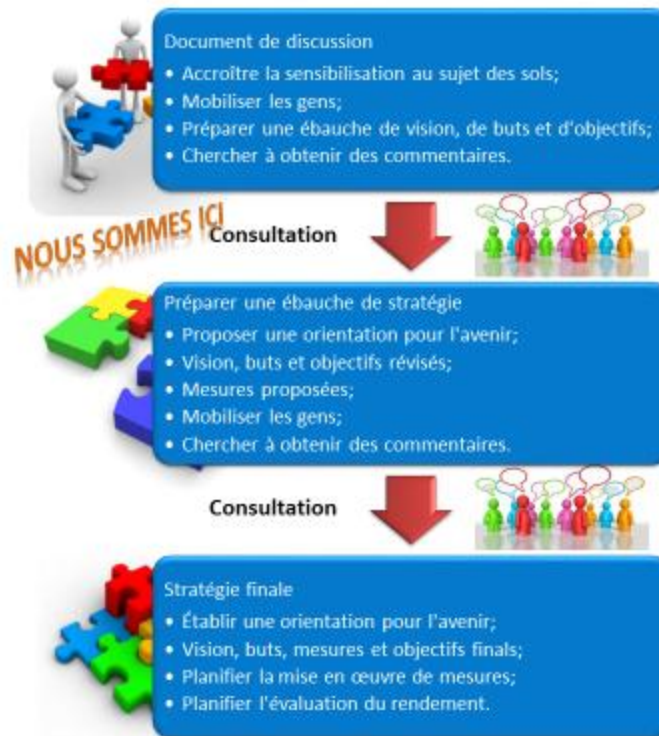 Document de discussion
• Accroître la sensibilisation au sujet des sols;
• Mobiliser les gens;
• Préparer une ébauche de vision, de buts et d'objectifs;
• Chercher à obtenir des commentaires.
NOUS SOMMES ICI
Consultation
Préparer une ébauche de stratégie
• Proposer une orientation pour l'avenir;
• Vision, buts et objectifs révisés;
• Mesures proposées;
• Mobiliser les gens;
• Chercher à obtenir des commentaires.
Consultation
Stratégie finale
• Établir une orientation pour l'avenir;
• Vision, buts, mesures et objectifs finals;
• Planifier la mise en œuvre de mesures;
• Planifier l'évaluation du rendement.